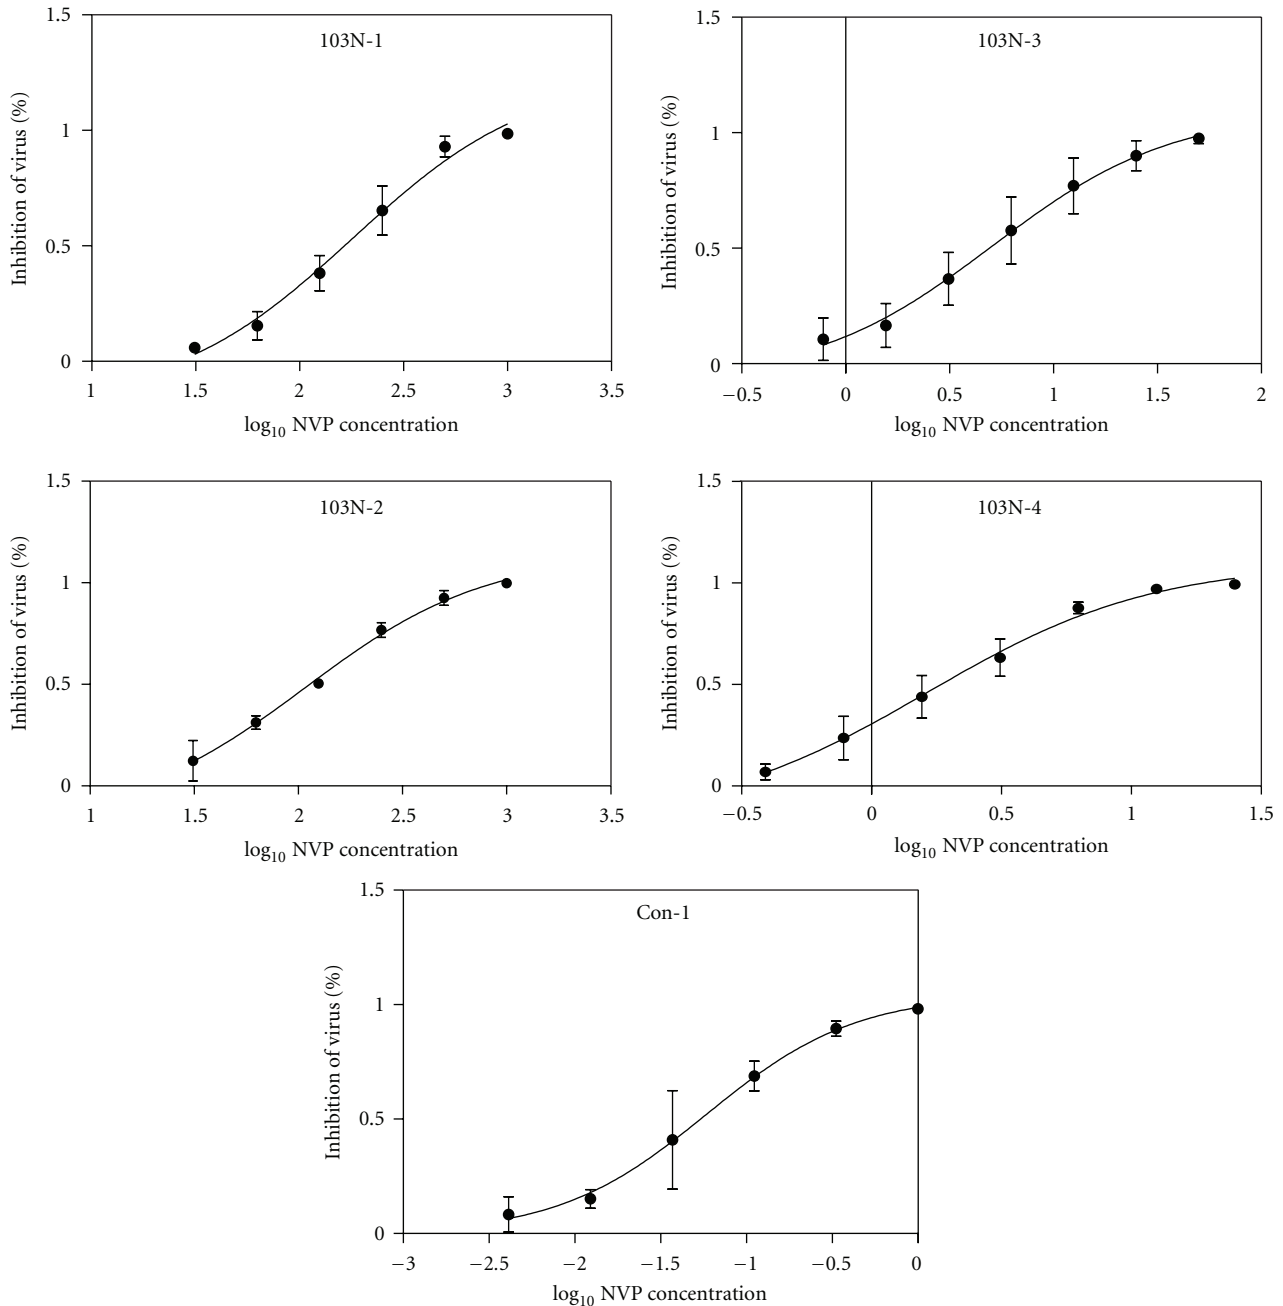 103N-1
Inhibition of virus (%)
1.5
1
0.5
0
1 1.5 2 2.5 3 3.5
log10 NVP concentration
103N-3
Inhibition of virus (%)
1.5
1
0.5
0
−0.5 0 0.5 1 1.5 2
log10 NVP concentration
103N-2
Inhibition of virus (%)
1.5
1
0.5
0
1 1.5 2 2.5 3 3.5
log10 NVP concentration
103N-4
Inhibition of virus (%)
1.5
1
0.5
0
−0.5 0 0.5 1 1.5
log10 NVP concentration
Con-1
Inhibition of virus (%)
1.5
1
0.5
0
−3 −2.5 −2 −1.5 −1 −0.5 0
log10 NVP concentration